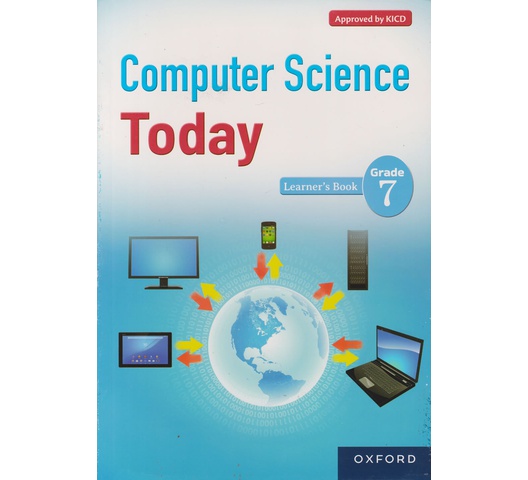 Approved by KICD
Computer Science
Today
Learner's Book
Grade
7
OXFORD